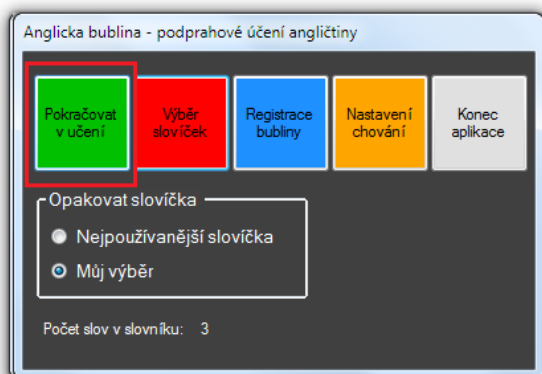 Anglicka bublina - podprahové účení angličtiny
Pokračovat
v učení
Výběr
slovíček
Registrace
bubliny
Nastavení
chování
Konec
aplikace
Opakovat slovíčka
Nejpoužívanější slovíčka
Můj výběr
Počet slov v slovníku: 3